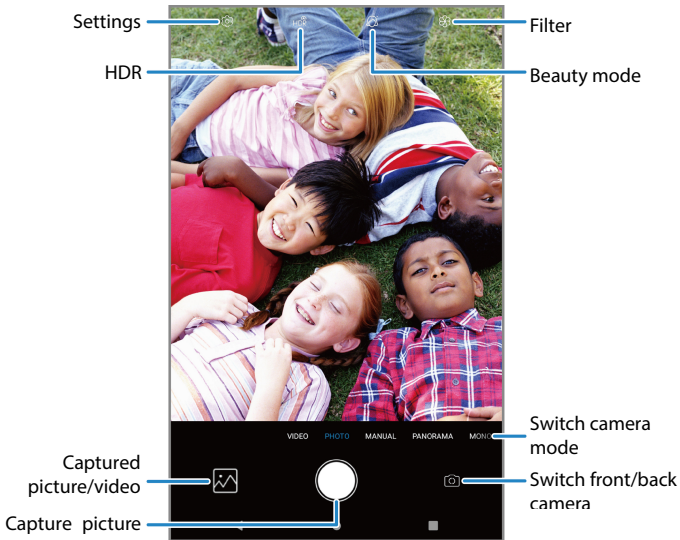 Settings
Filter
HDR
Beauty mode
VIDEO PHOTO MANUAL PANORAMA MONO
Switch camera
mode
Captured
picture/video
Switch front/back
camera
Capture picture